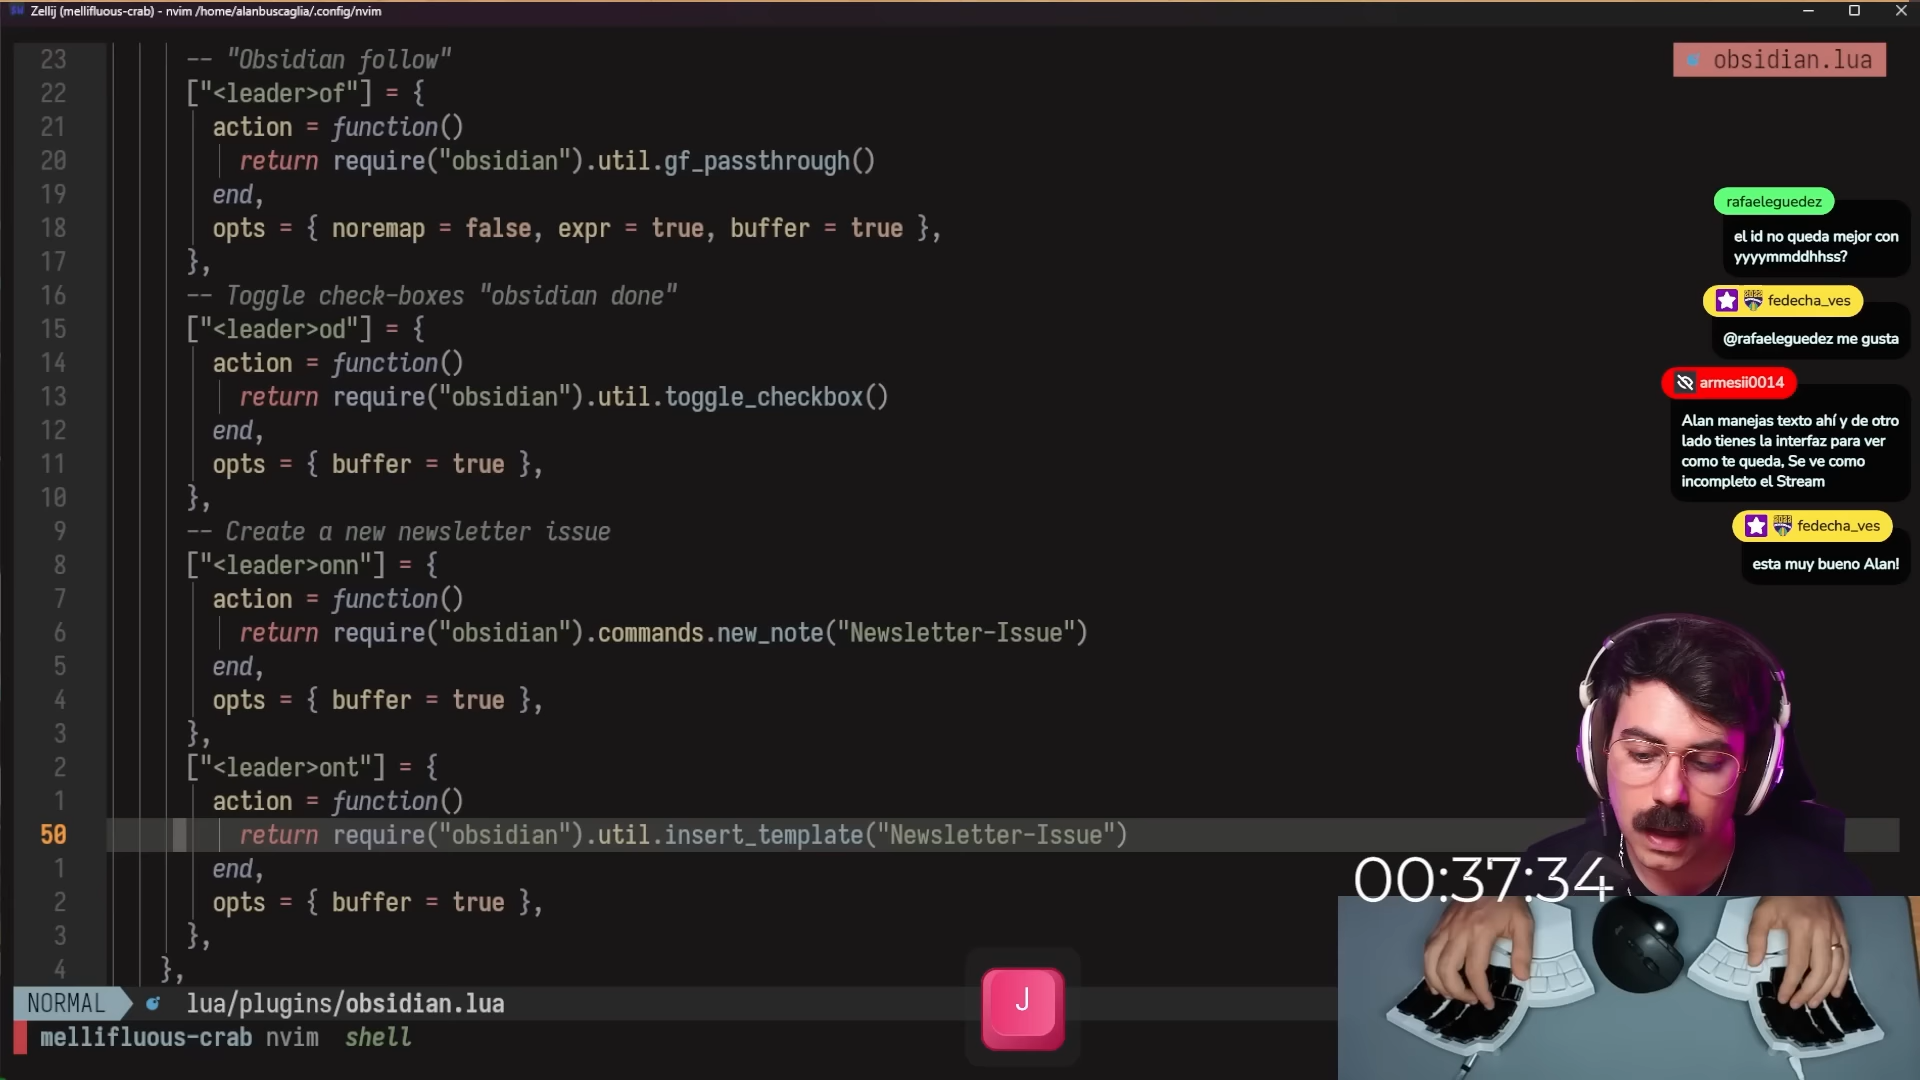 Zellij (mellifluous-crab) - nvim /home/alanbuscaglia/.config/nvim
obsidian.lua
23 -- "Obsidian follow"
22 ["<leader>of"] = {
21 action = function()
20 return require("obsidian").util.gf_passthrough()
19 end,
18 opts = { noremap = false, expr = true, buffer = true },
17 },
16 -- Toggle check-boxes "obsidian done"
15 ["<leader>od"] = {
14 action = function()
13 return require("obsidian").util.toggle_checkbox()
12 end,
11 opts = { buffer = true },
10 },
9 -- Create a new newsletter issue
8 ["<leader>onn"] = {
7 action = function()
6 return require("obsidian").commands.new_note("Newsletter-Issue")
5 end,
4 opts = { buffer = true },
3 },
2 ["<leader>ont"] = {
1 action = function()
50 return require("obsidian").util.insert_template("Newsletter-Issue")
1 end,
2 opts = { buffer = true },
3 },
4 },
NORMAL lua/plugins/obsidian.lua
mellifluous-crab nvim shell
rafaeleguedez
el id no queda mejor con
yyyymmddhhss?
fedecha_ves
@rafaeleguedez me gusta
armesii0014
Alan manejas texto ahí y de otro
lado tienes la interfaz para ver
como te queda, Se ve como
incompleto el Stream
fedecha_ves
esta muy bueno Alan!
00:37:34
J